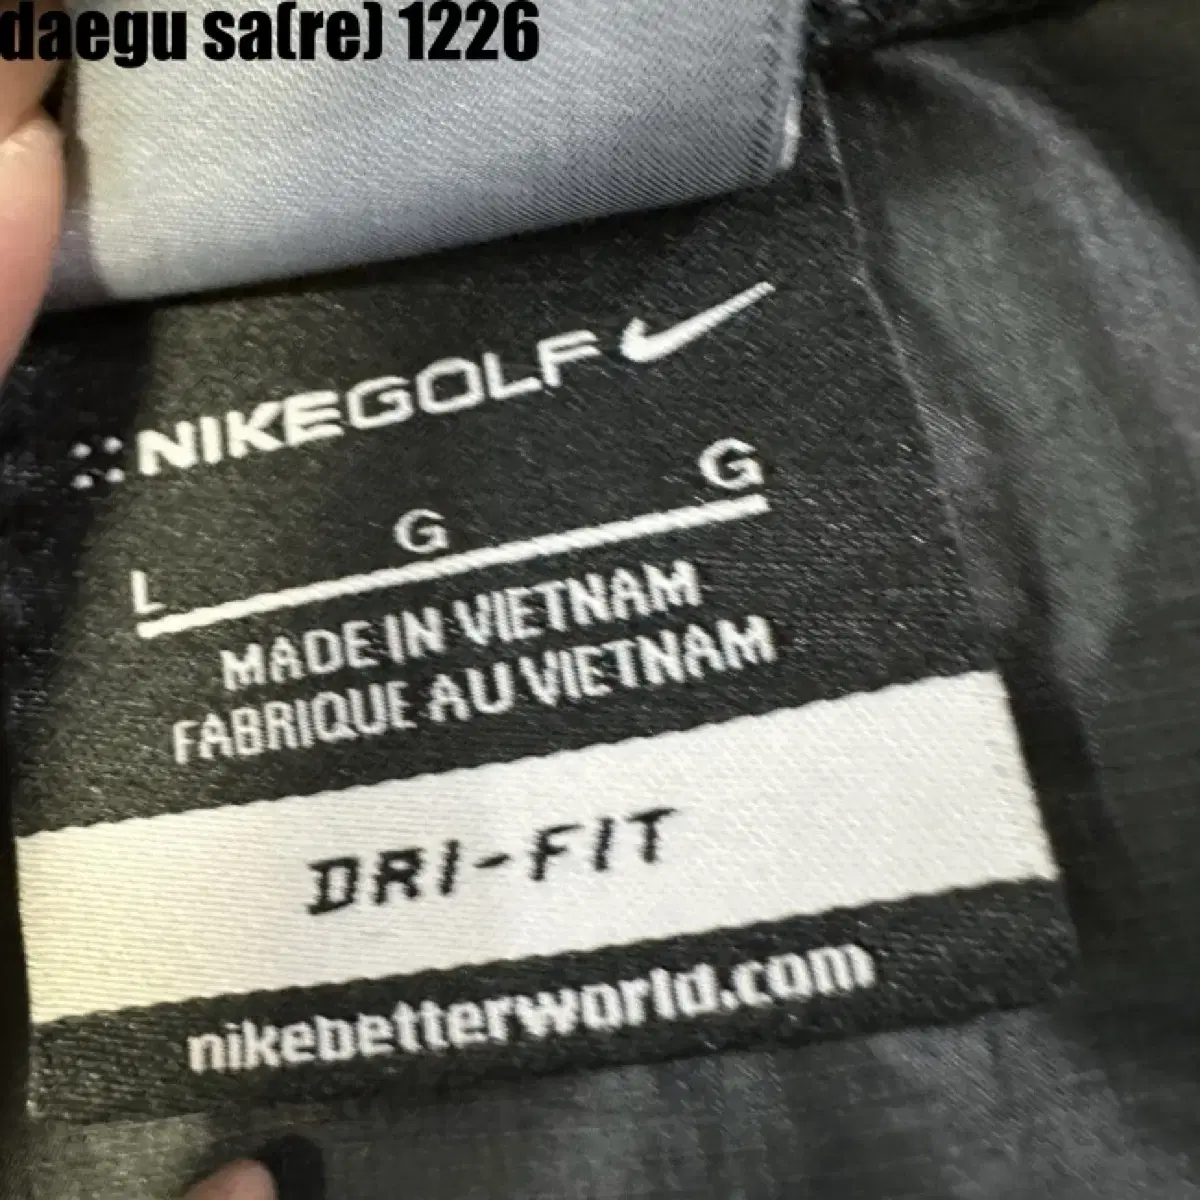 daegu sa(re) 1226
NIKEGOLF
L G G
MADE IN VIETNAM
FABRIQUE AU VIETNAM
DRI-FIT
nikebetterworld.com